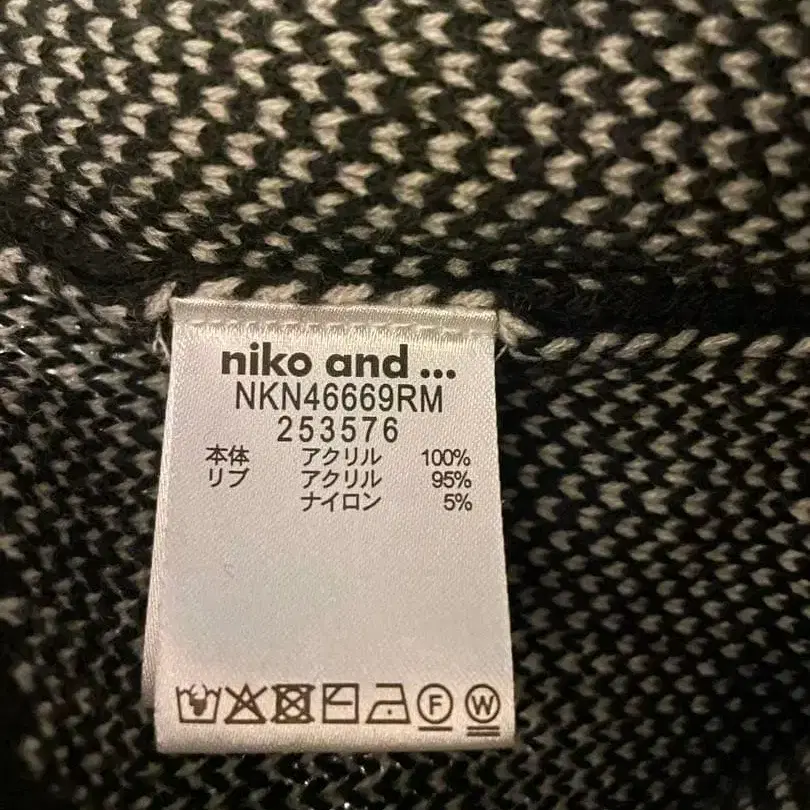 niko and ...
NKN46669RM
253576
本体 アクリル 100%
リブ アクリル 95%
ナイロン 5%
F W